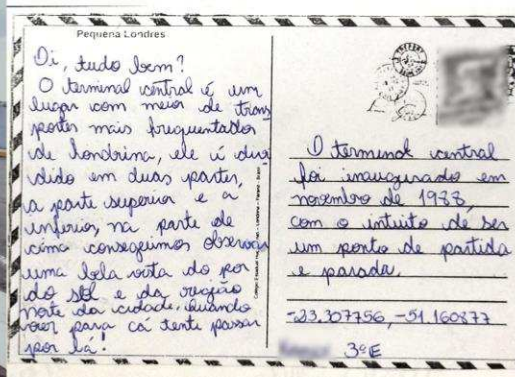 Pequena Londres
Oi, tudo bem?
O terminal central é um
lugar com meio de trans
portes mais frequentados
de Londrina, ele é divi
dido em duas partes,
a parte superior e a
inferior, na parte de
cima conseguimos observar
uma bela vista do por
do sol e da região
norte da cidade. Quando
vier para cá tente passar
por lá!
O terminal central
foi inaugurado em
novembro de 1988,
com o intuito de ser
um ponto de partida
e parada.
-23.307756, -51.160877
3ºE